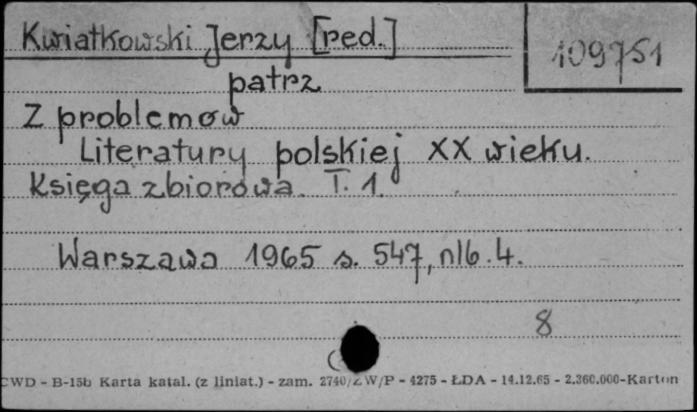 Kwiatkowski Jerzy [red.]
109751
patrz
Z problemów
Literatury polskiej XX wieku.
Księga zbiorowa. T. 1.
Warszawa 1965 s. 547, nlb. 4.
8
CWD - B-15b Karta katal. (z liniat.) - zam. 2740/ZW/P - 4275 - ŁDA - 14.12.65 - 2.360.000-Karton